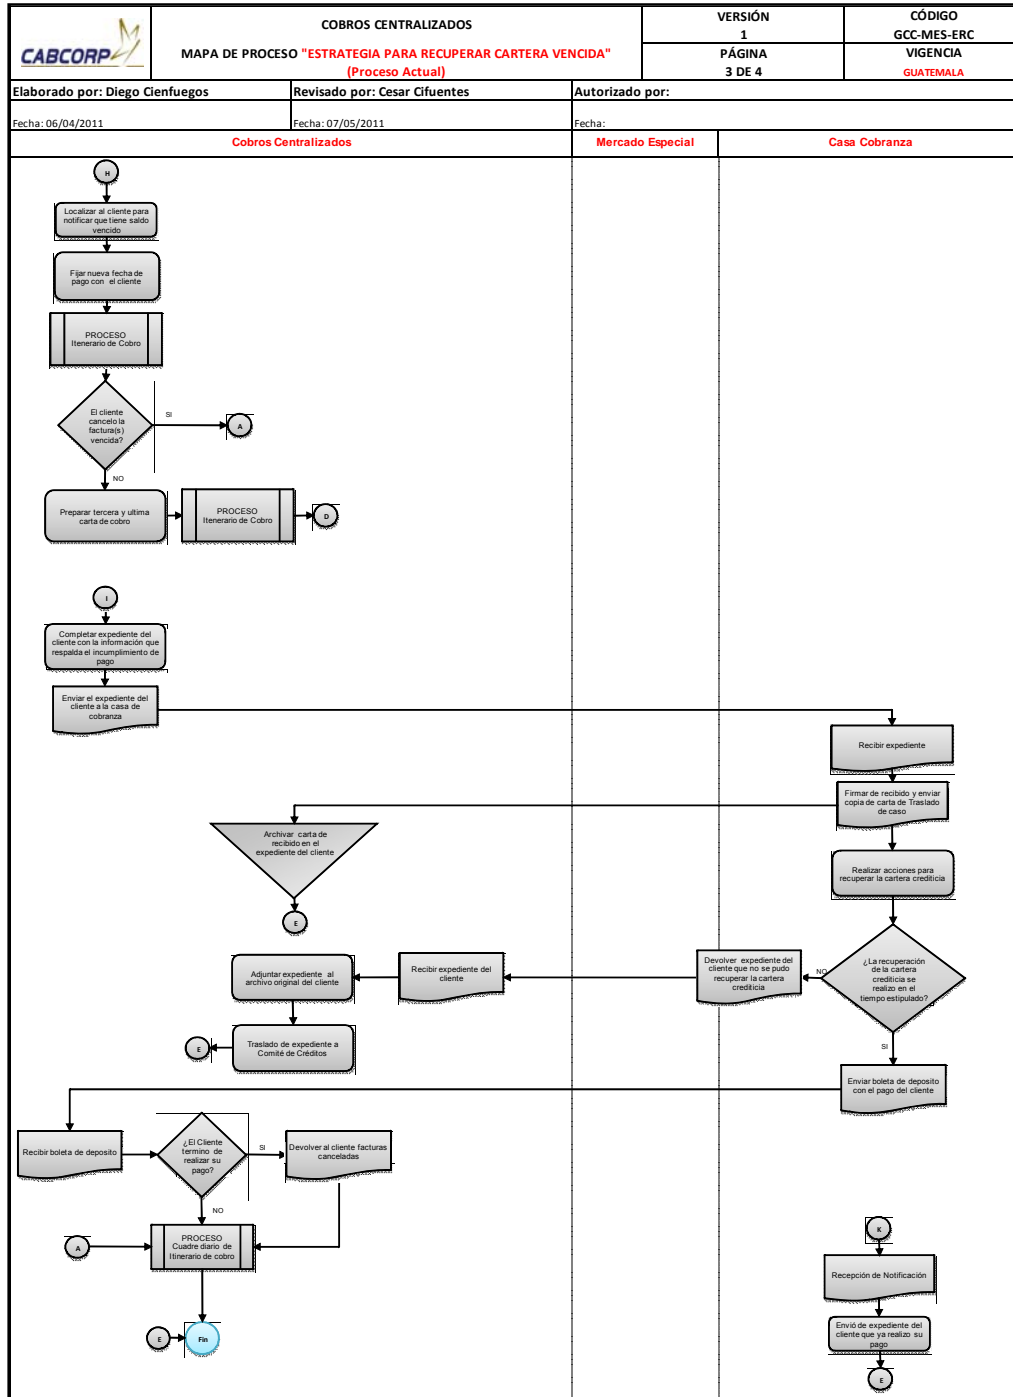 CABCORP
COBROS CENTRALIZADOS
MAPA DE PROCESO "ESTRATEGIA PARA RECUPERAR CARTERA VENCIDA"
(Proceso Actual)
VERSIÓN
1
CÓDIGO
GCC-MES-ERC
PÁGINA
3 DE 4
VIGENCIA
GUATEMALA
Elaborado por: Diego Cienfuegos
Revisado por: Cesar Cifuentes
Autorizado por:
Fecha: 06/04/2011
Fecha: 07/05/2011
Fecha:
Cobros Centralizados
Mercado Especial
Casa Cobranza
H
Localizar al cliente para
notificar que tiene saldo
vencido
Fijar nueva fecha de
pago con el cliente
PROCESO
Itenerario de Cobro
El cliente
cancelo la
factura(s)
vencida?
SI
A
NO
Preparar tercera y ultima
carta de cobro
PROCESO
Itenerario de Cobro
D
I
Completar expediente del
cliente con la información que
respalda el incumplimiento de
pago
Enviar el expediente del
cliente a la casa de
cobranza
Recibir expediente
Firmar de recibido y enviar
copia de carta de Traslado
de caso
Archivar carta de
recibido en el
expediente del cliente
E
Realizar acciones para
recuperar la cartera crediticia
¿La recuperación
de la cartera
crediticia se
realizo en el
tiempo estipulado?
NO
Devolver expediente del
cliente que no se pudo
recuperar la cartera
crediticia
Recibir expediente del
cliente
Adjuntar expediente al
archivo original del cliente
Traslado de expediente a
Comité de Créditos
E
SI
Enviar boleta de deposito
con el pago del cliente
Recibir boleta de deposito
¿El Cliente
termino de
realizar su
pago?
SI
Devolver al cliente facturas
canceladas
NO
A
PROCESO
Cuadre diario de
Itinerario de cobro
E
Fin
K
Recepción de Notificación
Envió de expediente del
cliente que ya realizo su
pago
E